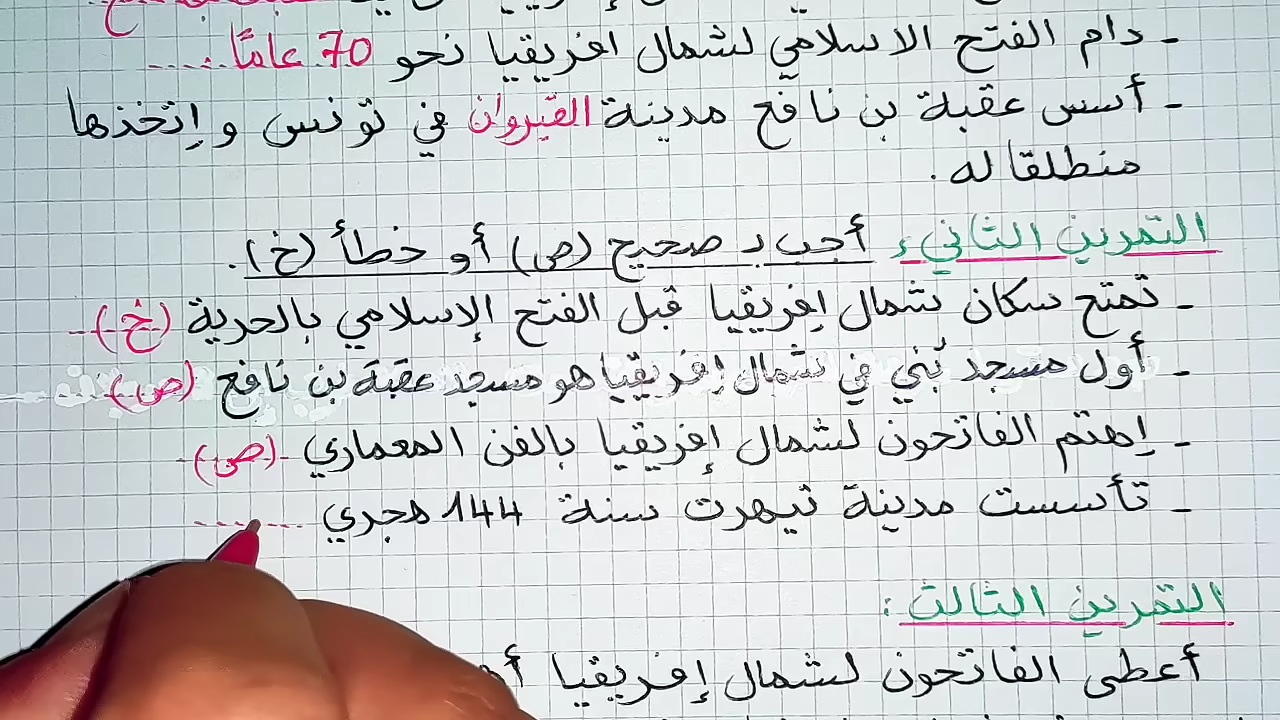 - دام الفتح الاسلامي لشمال افريقيا نحو 70 عامًا.....
- أسس عقبة بن نافع مدينة القيروان في تونس و إتخذها
منطلقا له .
التمرين الثاني: أجب بـ صحيح (ص) أو خطأ (خ).
- تمتع سكان شمال إفريقيا قبل الفتح الإسلامي بالحرية (خ)
- أول مسجد بُني في شمال إفريقيا هو مسجد عقبة بن نافع (ص)
- إهتم الفاتحون لشمال إفريقيا بالفن المعماري (ص)
- تأسست مدينة تيهرت سنة 144 هجري ......
التمرين الثالث :
أعطى الفاتحون لشمال إفريقيا